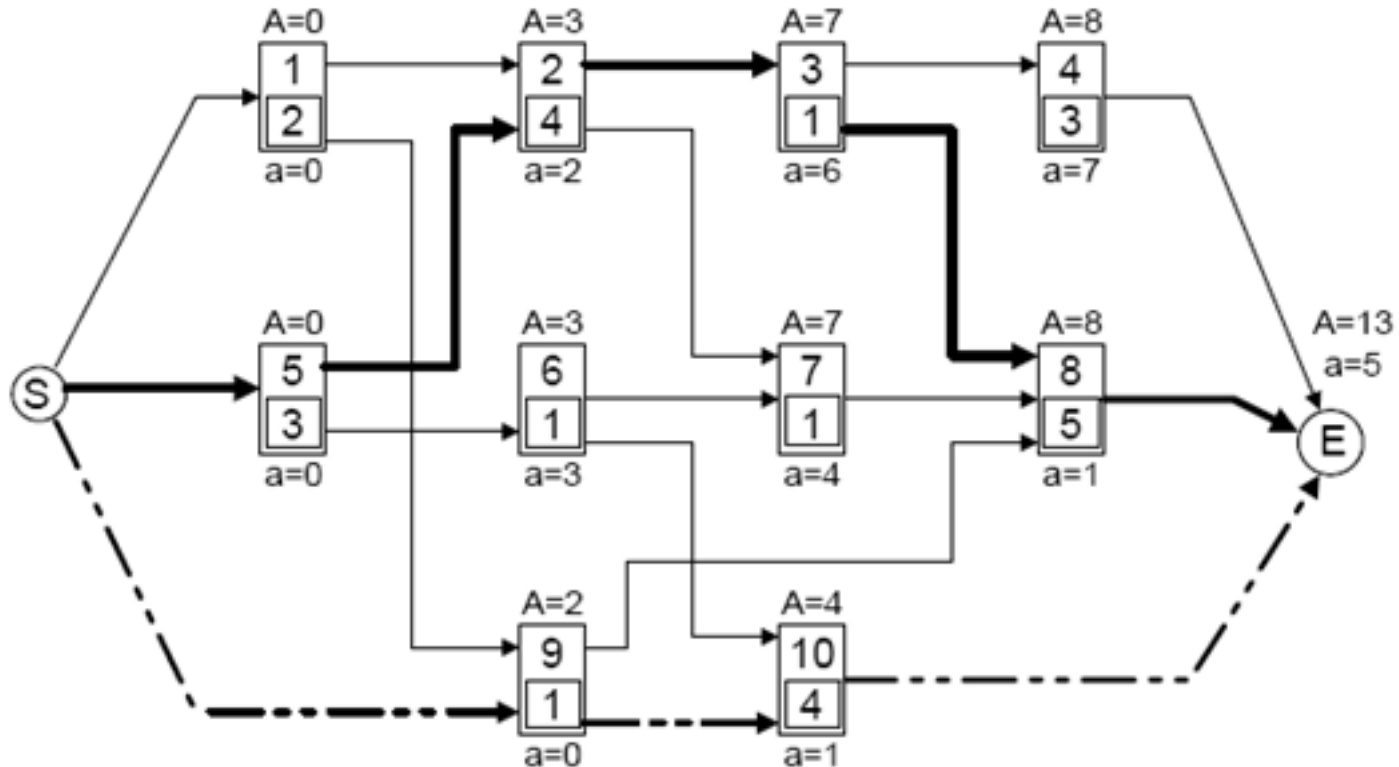 A=0 A=3 A=7 A=8
1 2 3 4
2 4 1 3
a=0 a=2 a=6 a=7
A=0 A=3 A=7 A=8 A=13
a=5
5 6 7 8
S
3 1 1 5 E
a=0 a=3 a=4 a=1
A=2 A=4
9 10
1 4
a=0 a=1